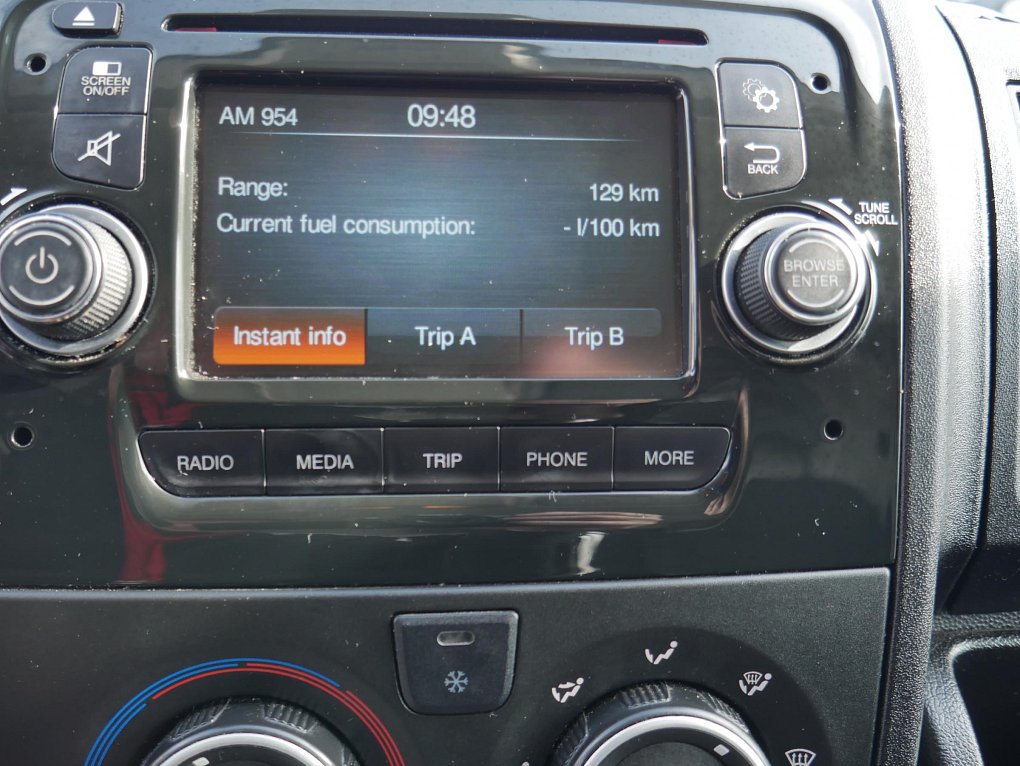 SCREEN
ON/OFF
AM 954
09:48
Range:
129 km
Current fuel consumption:
- l/100 km
Instant info
Trip A
Trip B
BACK
TUNE
SCROLL
BROWSE
ENTER
RADIO
MEDIA
TRIP
PHONE
MORE